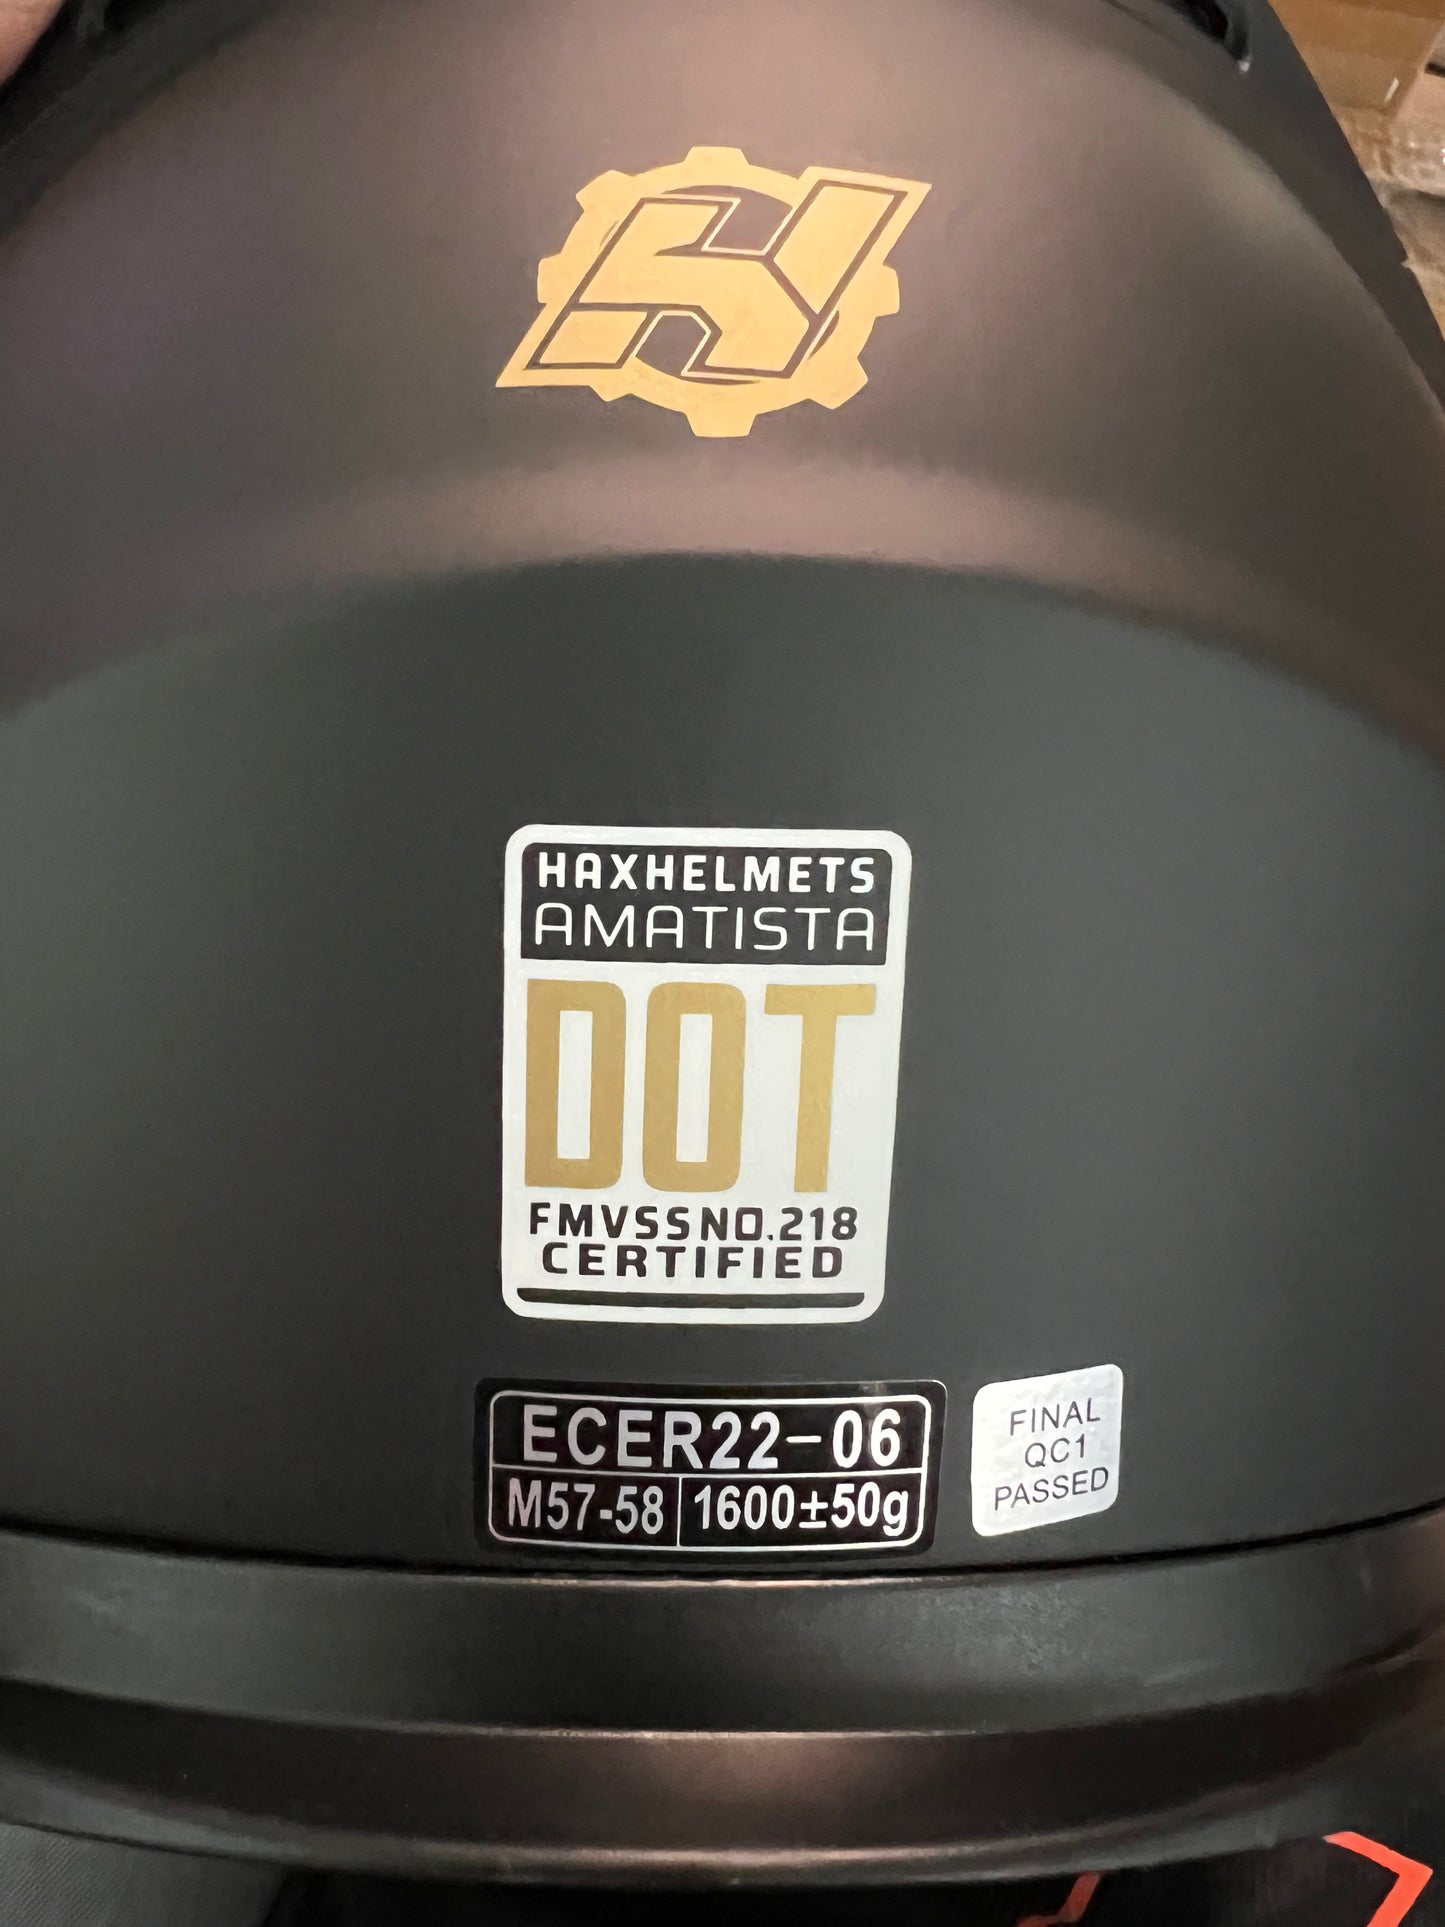 HAXHELMETS
AMATISTA
DOT
FMVSSNO.218
CERTIFIED
ECER22-06
M57-58 1600±50g
FINAL
QC1
PASSED